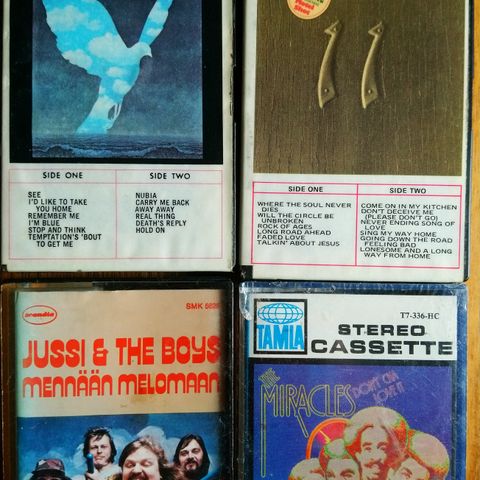 SIDE ONE
SEE
I'D LIKE TO TAKE
YOU HOME
REMEMBER ME
I'M BLUE
STOP AND THINK
TEMPTATION'S 'BOUT
TO GET ME
SIDE TWO
NUBIA
CARRY ME BACK
AWAY AWAY
REAL THING
DEATH'S REPLY
HOLD ON
SIDE ONE
WHERE THE SOUL NEVER
DIES
WILL THE CIRCLE BE
UNBROKEN
ROCK OF AGES
LONG ROAD AHEAD
FADED LOVE
TALKIN' ABOUT JESUS
SIDE TWO
COME ON IN MY KITCHEN
DON'T DECEIVE ME
(PLEASE DON'T GO)
NEVER ENDING SONG OF
LOVE
SING MY WAY HOME
GOING DOWN THE ROAD
FEELING BAD
LONESOME AND A LONG
WAY FROM HOME
scandia
SMK
JUSSI & THE BOYS
MENNÄÄN MELOMAAN
T7-336-HC
TAMLA
STEREO
CASSETTE
THE
MIRACLES
DON'T CHA
LOVE IT